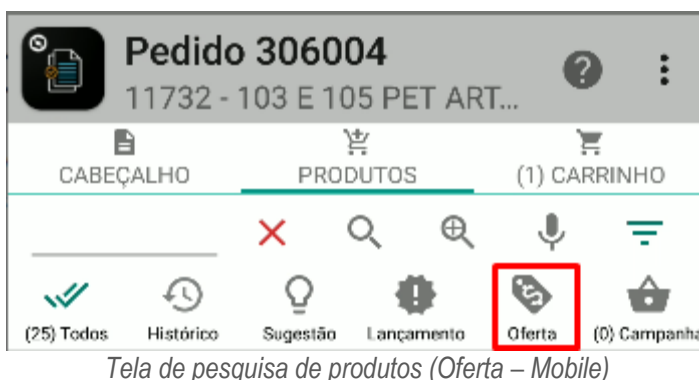 Pedido 306004
11732 - 103 E 105 PET ART...
CABEÇALHO PRODUTOS (1) CARRINHO
(25) Todos Histórico Sugestão Lançamento Oferta (0) Campanha
Tela de pesquisa de produtos (Oferta – Mobile)